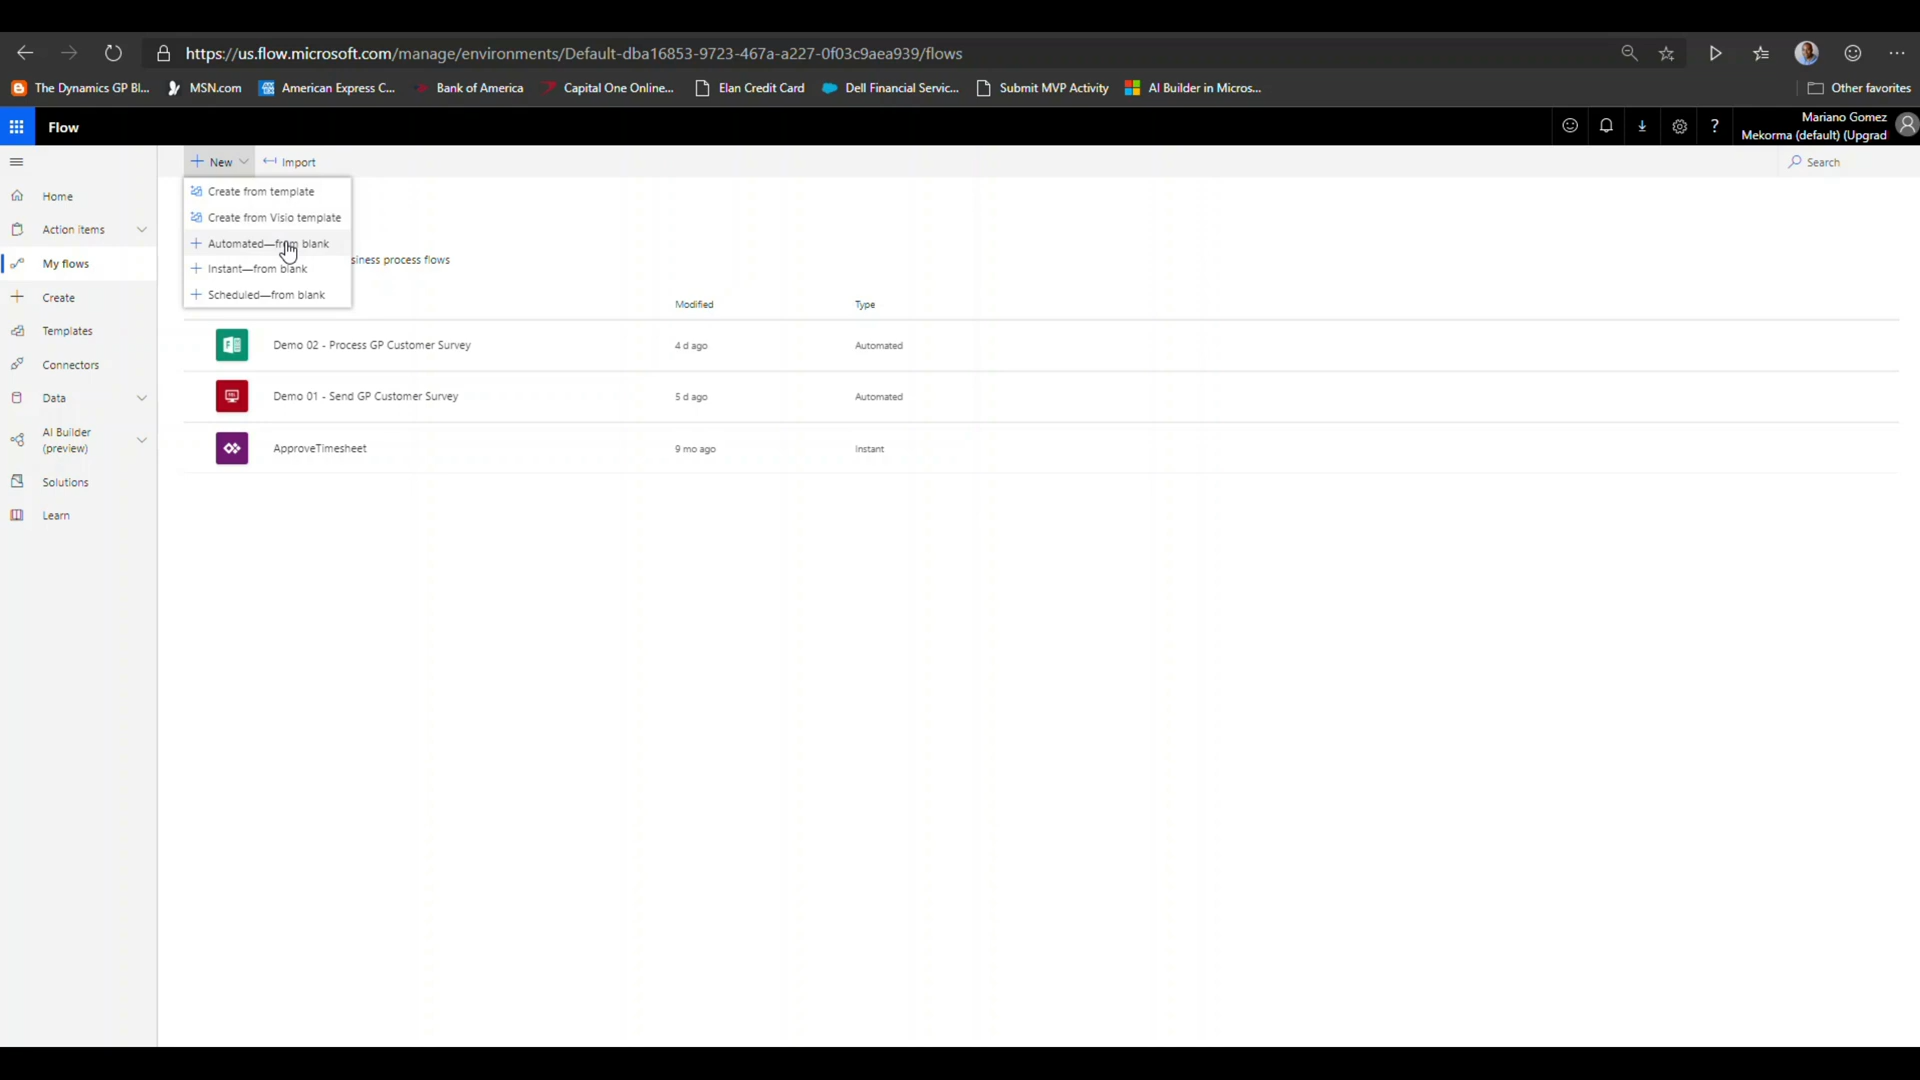 https://us.flow.microsoft.com/manage/environments/Default-dba16853-9723-467a-a227-0f03c9aea939/flows
The Dynamics GP Bl... MSN.com American Express C... Bank of America Capital One Online... Elan Credit Card Dell Financial Servic... Submit MVP Activity AI Builder in Micros... Other favorites
Flow
Mariano Gomez
Mekorma (default) (Upgrad
New Import Search
Create from template
Create from Visio template
Automated—from blank
Instant—from blank
Scheduled—from blank
Home
Action items
My flows
Create
Templates
Connectors
Data
AI Builder
(preview)
Solutions
Learn
siness process flows
Modified Type
Demo 02 - Process GP Customer Survey 4 d ago Automated
Demo 01 - Send GP Customer Survey 5 d ago Automated
ApproveTimesheet 9 mo ago Instant